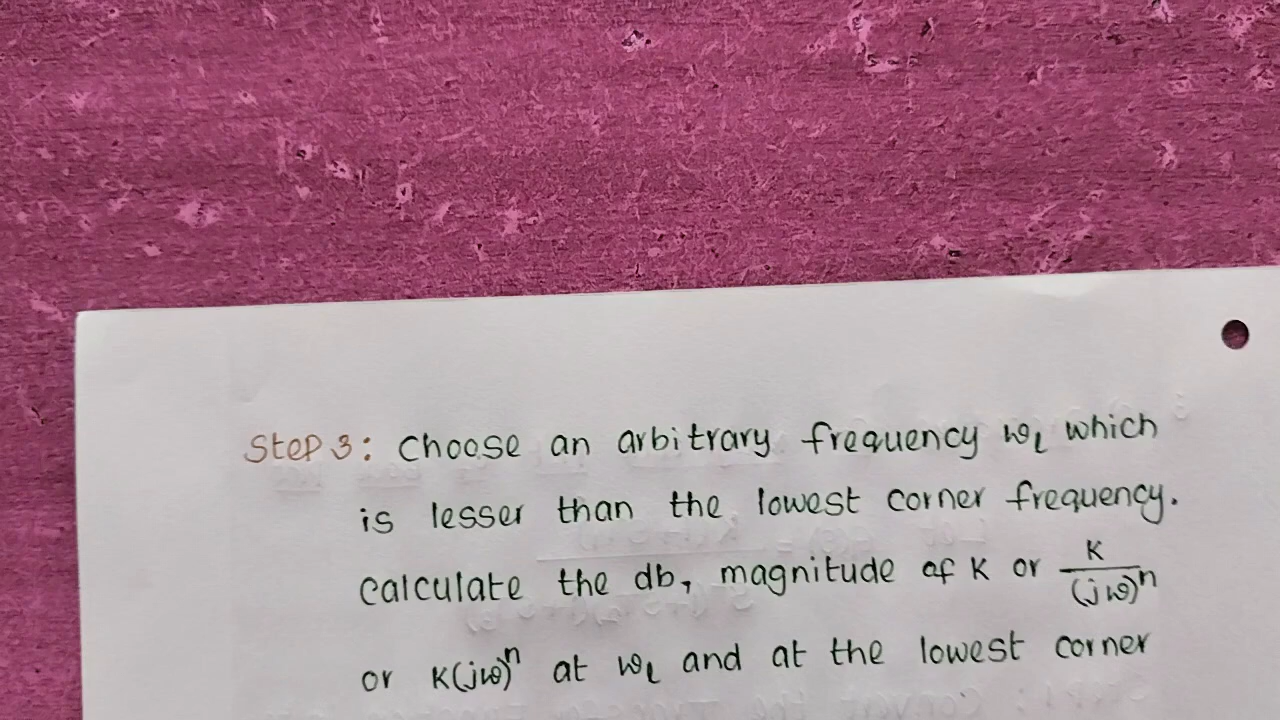 Step 3: Choose an arbitrary frequency ωₗ which
is lesser than the lowest corner frequency.
Calculate the db, magnitude of K or K/(jω)ⁿ
or K(jω)ⁿ at ωₗ and at the lowest corner